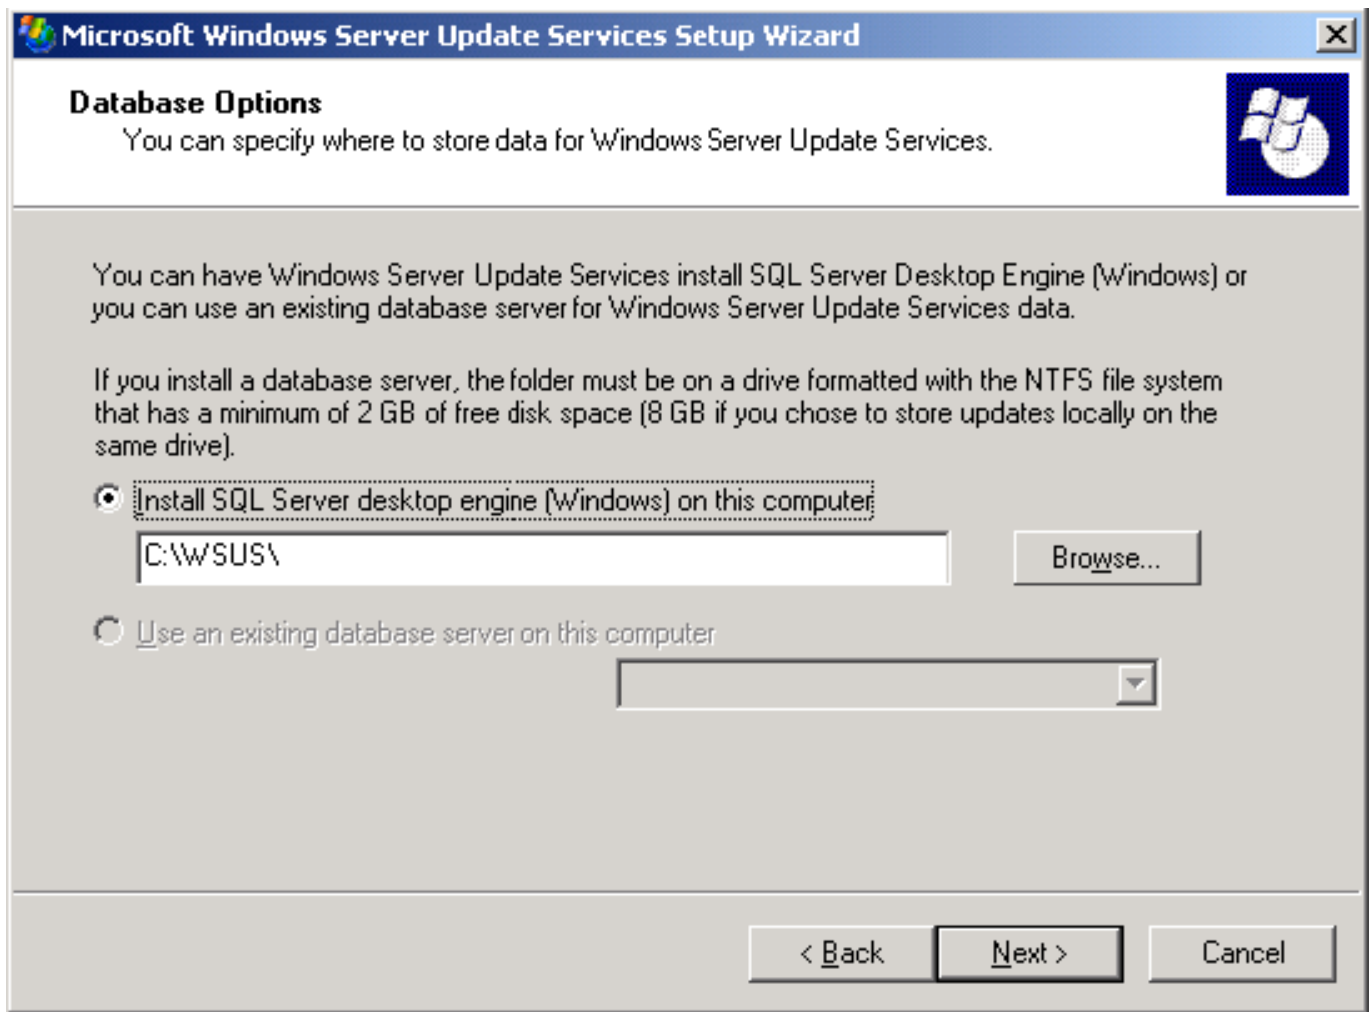 Microsoft Windows Server Update Services Setup Wizard
Database Options
You can specify where to store data for Windows Server Update Services.
You can have Windows Server Update Services install SQL Server Desktop Engine (Windows) or
you can use an existing database server for Windows Server Update Services data.
If you install a database server, the folder must be on a drive formatted with the NTFS file system
that has a minimum of 2 GB of free disk space (8 GB if you chose to store updates locally on the
same drive).
Install SQL Server desktop engine (Windows) on this computer
C:\WSUS\
Browse...
Use an existing database server on this computer
< Back
Next >
Cancel